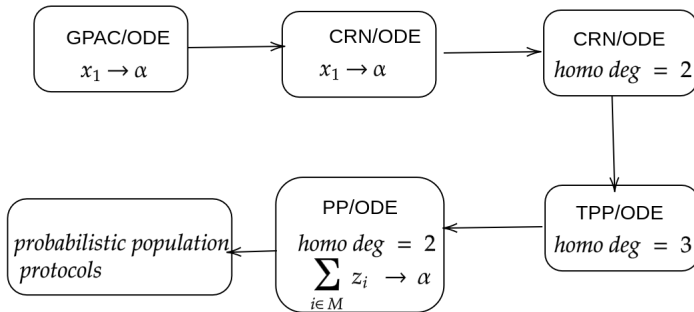 GPAC/ODE
x₁ → α
CRN/ODE
x₁ → α
CRN/ODE
homo deg = 2
TPP/ODE
homo deg = 3
PP/ODE
homo deg = 2
∑ zᵢ → α
i∈M
probabilistic population
protocols